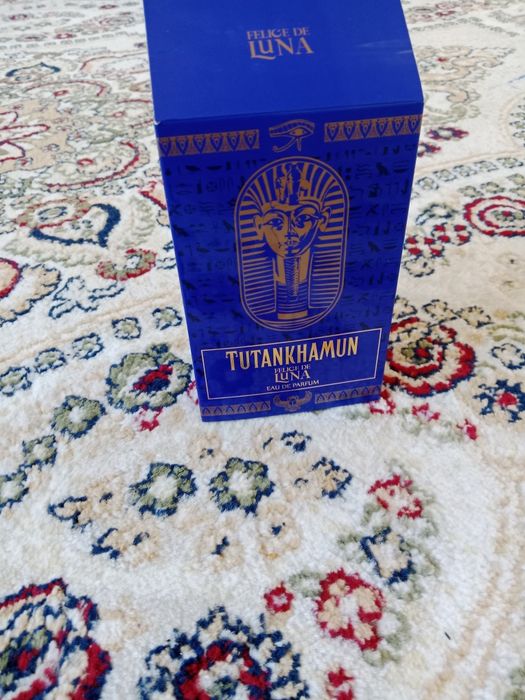 FELICE DE
LUNA
TUTANKHAMUN
FELICE DE
LUNA
EAU DE PARFUM